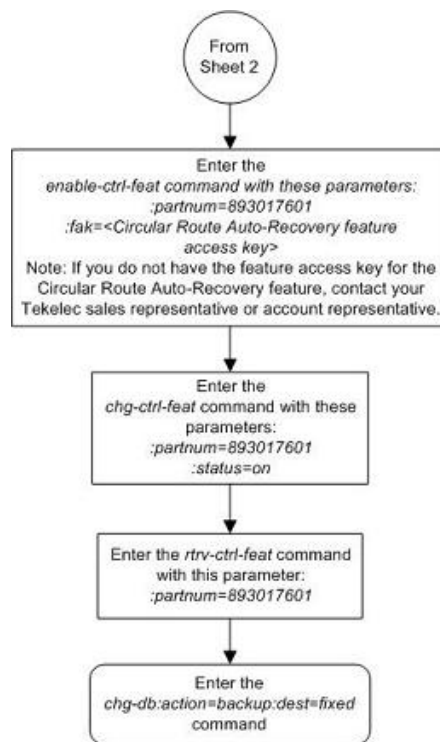 From
Sheet 2
Enter the
enable-ctrl-feat command with these parameters:
:partnum=893017601
:fak=<Circular Route Auto-Recovery feature
access key>
Note: If you do not have the feature access key for the
Circular Route Auto-Recovery feature, contact your
Tekelec sales representative or account representative.
Enter the
chg-ctrl-feat command with these
parameters:
:partnum=893017601
:status=on
Enter the rtrv-ctrl-feat command
with this parameter:
:partnum=893017601
Enter the
chg-db:action=backup:dest=fixed
command